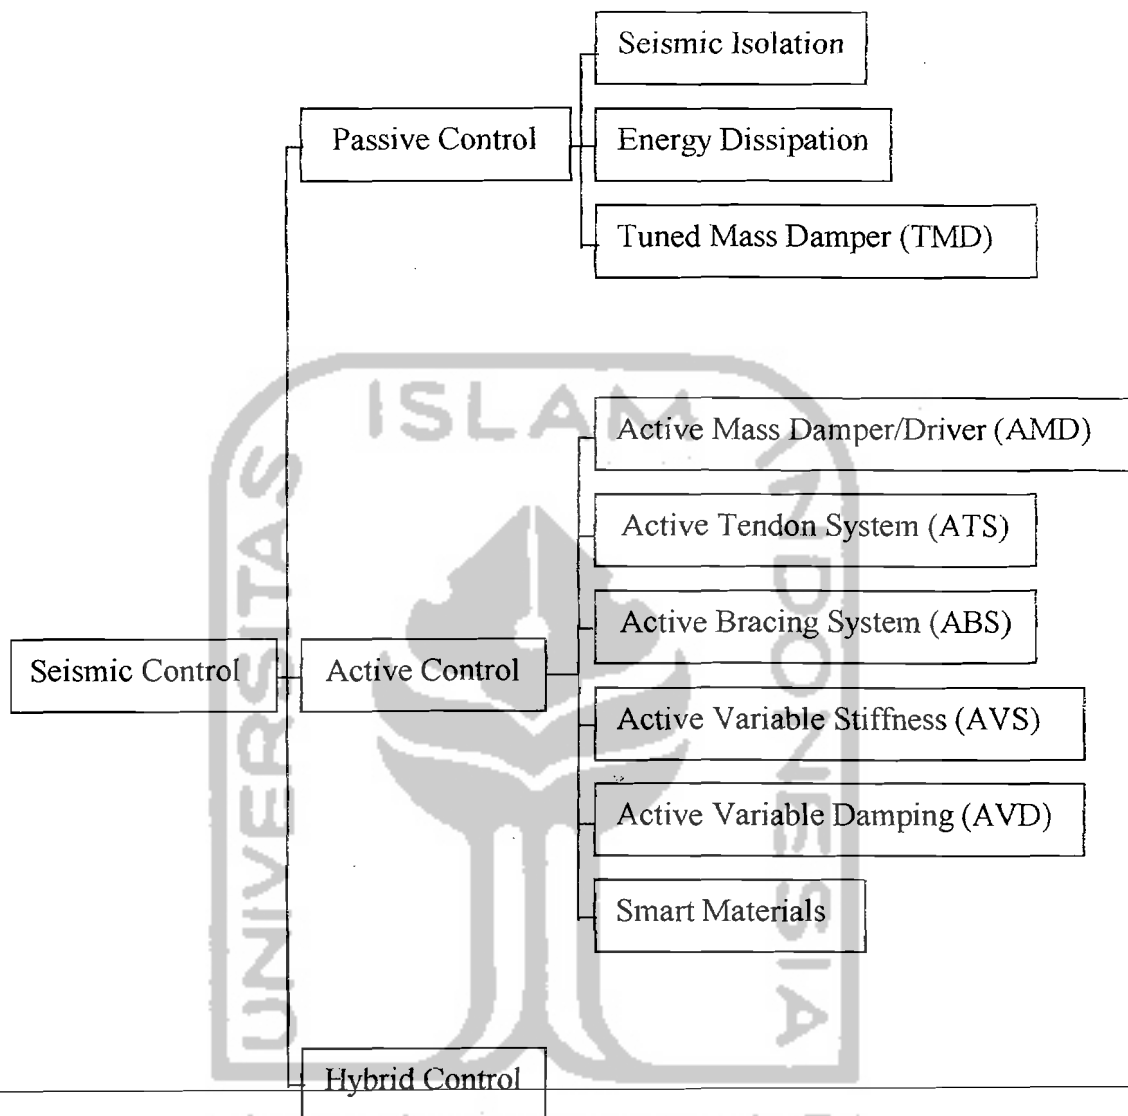 Seismic Isolation
Passive Control
Energy Dissipation
Tuned Mass Damper (TMD)
ISLAM
UNIVERSITAS
INDONESIA
Active Mass Damper/Driver (AMD)
Active Tendon System (ATS)
Active Bracing System (ABS)
Seismic Control
Active Control
Active Variable Stiffness (AVS)
Active Variable Damping (AVD)
Smart Materials
Hybrid Control